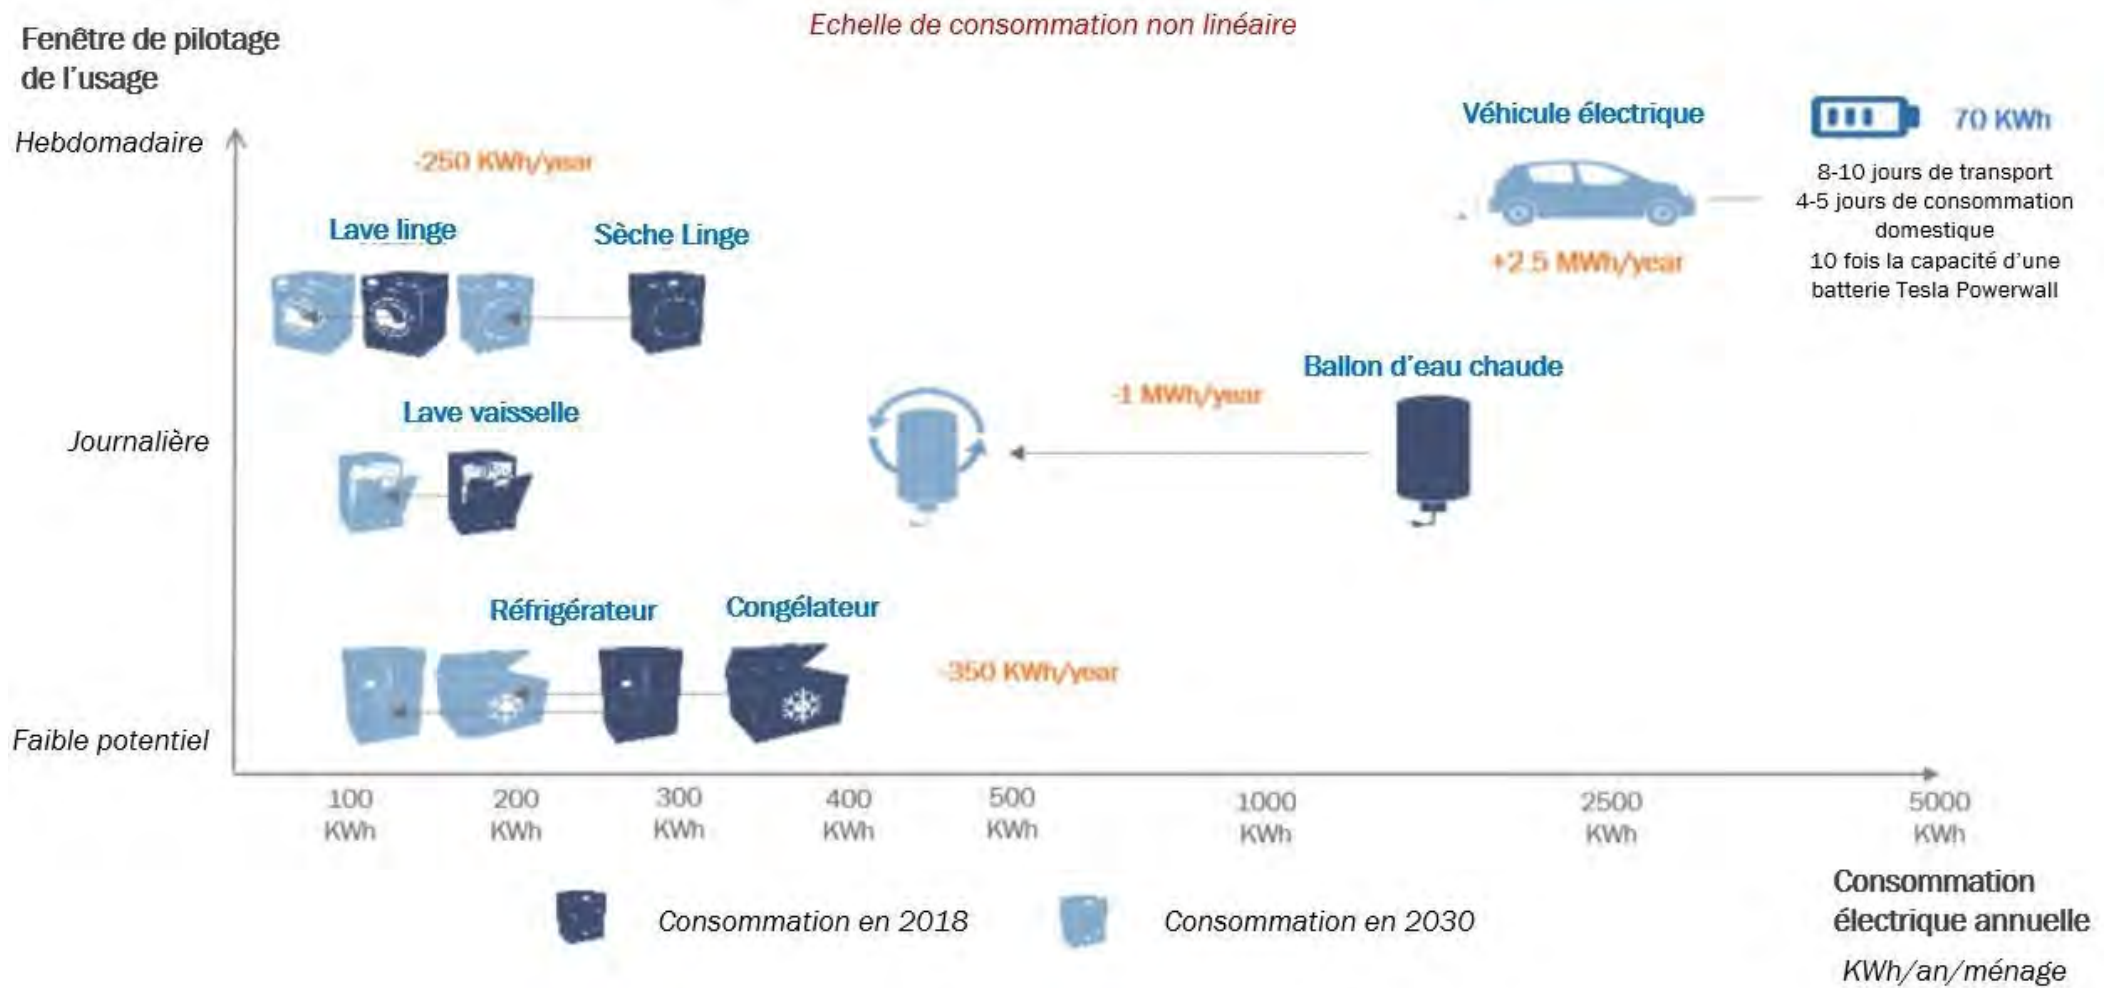 Echelle de consommation non linéaire
Fenêtre de pilotage
de l'usage
Hebdomadaire
-250 KWh/year
Véhicule électrique
70 KWh
8-10 jours de transport
4-5 jours de consommation
domestique
10 fois la capacité d'une
batterie Tesla Powerwall
+2.5 MWh/year
Lave linge
Sèche Linge
Ballon d'eau chaude
-1 MWh/year
Lave vaisselle
Journalière
Réfrigérateur
Congélateur
-350 KWh/year
Faible potentiel
100
KWh
200
KWh
300
KWh
400
KWh
500
KWh
1000
KWh
2500
KWh
5000
KWh
Consommation en 2018
Consommation en 2030
Consommation
électrique annuelle
KWh/an/ménage